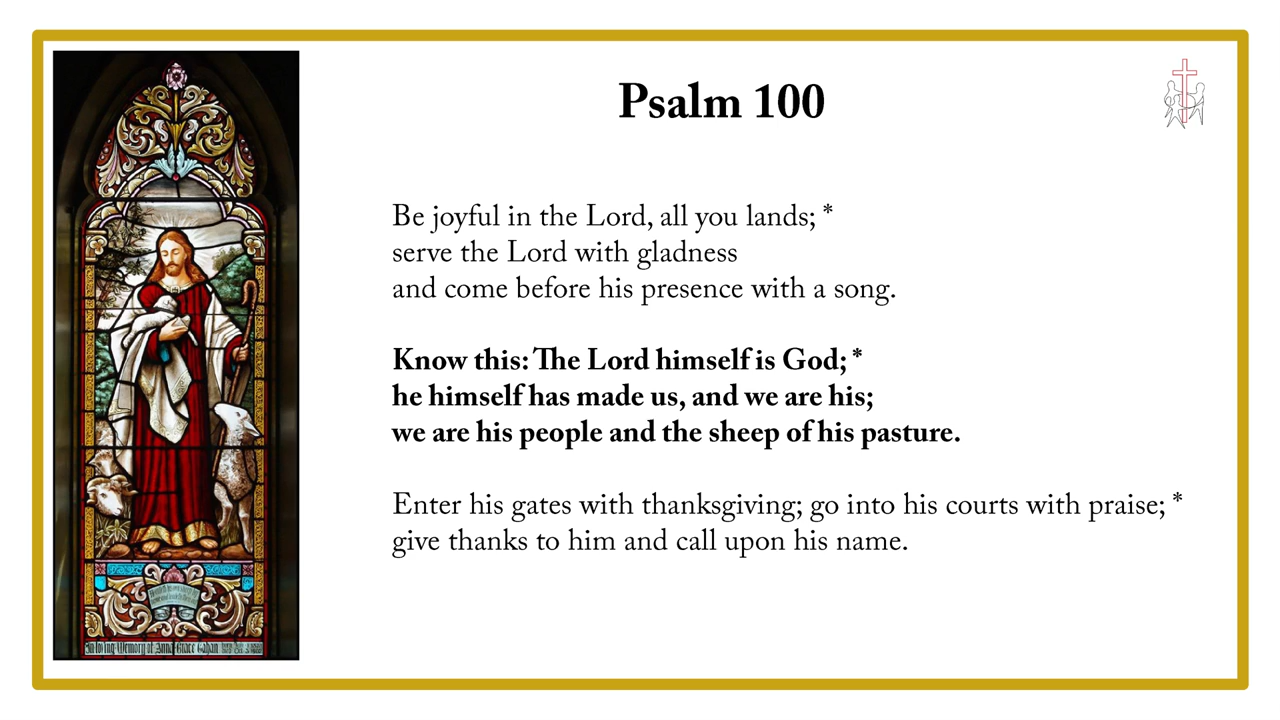 Psalm 100
Be joyful in the Lord, all you lands; *
serve the Lord with gladness
and come before his presence with a song.
Know this: The Lord himself is God; *
he himself has made us, and we are his;
we are his people and the sheep of his pasture.
Enter his gates with thanksgiving; go into his courts with praise; *
give thanks to him and call upon his name.
In loving Memory of Anna Grace Gahan